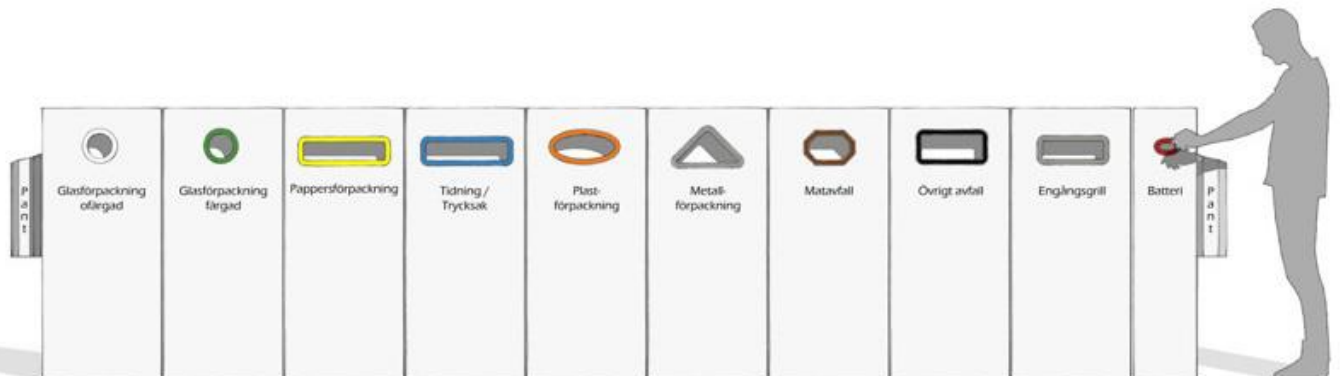 Pant
Glasförpackning
ofärgad
Glasförpackning
färgad
Pappersförpackning
Tidning /
Trycksak
Plast-
förpackning
Metall-
förpackning
Matavfall
Övrigt avfall
Engångsgrill
Batteri
Pant